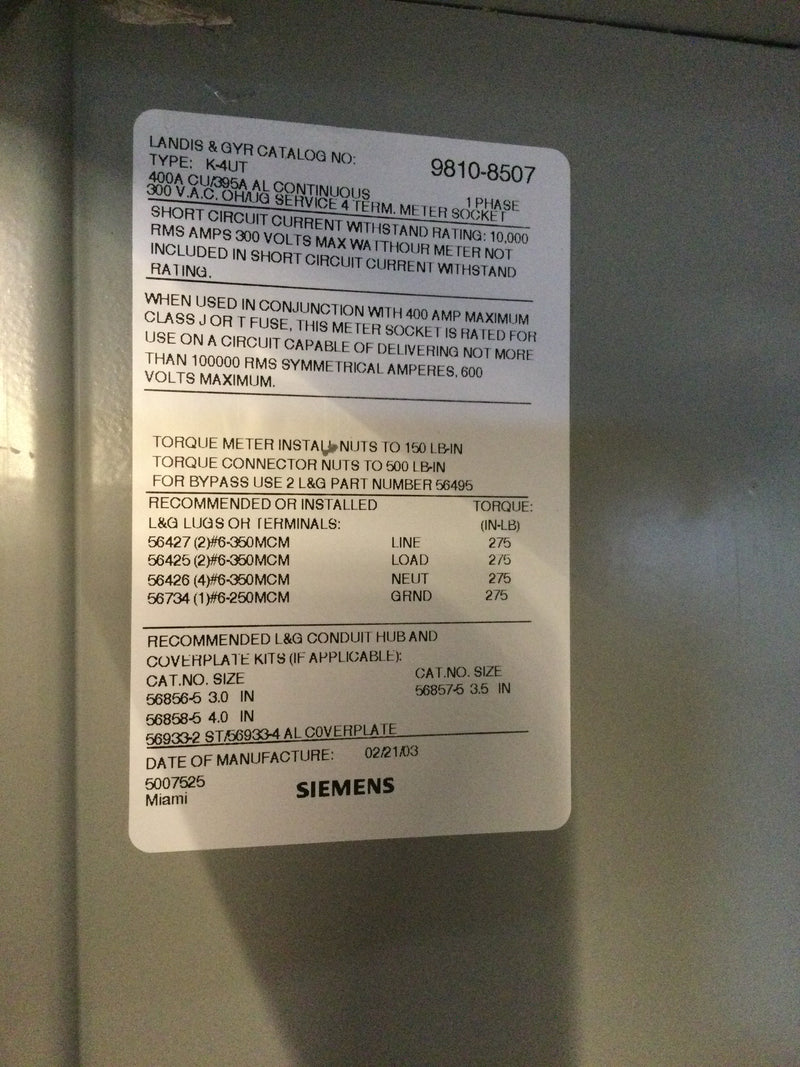 LANDIS & GYR CATALOG NO: 9810-8507
TYPE: K-4UT
400A CU/395A AL CONTINUOUS 1 PHASE
300 V.A.C. OH/UG SERVICE 4 TERM. METER SOCKET
SHORT CIRCUIT CURRENT WITHSTAND RATING: 10,000
RMS AMPS 300 VOLTS MAX WATTHOUR METER NOT
INCLUDED IN SHORT CIRCUIT CURRENT WITHSTAND
RATING.
WHEN USED IN CONJUNCTION WITH 400 AMP MAXIMUM
CLASS J OR T FUSE, THIS METER SOCKET IS RATED FOR
USE ON A CIRCUIT CAPABLE OF DELIVERING NOT MORE
THAN 100000 RMS SYMMETRICAL AMPERES, 600
VOLTS MAXIMUM.
TORQUE METER INSTALL NUTS TO 150 LB-IN
TORQUE CONNECTOR NUTS TO 500 LB-IN
FOR BYPASS USE 2 L&G PART NUMBER 56495
RECOMMENDED OR INSTALLED TORQUE:
L&G LUGS OR TERMINALS: (IN-LB)
56427 (2)#6-350MCM LINE 275
56425 (2)#6-350MCM LOAD 275
56426 (4)#6-350MCM NEUT 275
56734 (1)#6-250MCM GRND 275
RECOMMENDED L&G CONDUIT HUB AND
COVERPLATE KITS (IF APPLICABLE):
CAT.NO. SIZE CAT.NO. SIZE
56856-5 3.0 IN 56857-5 3.5 IN
56858-5 4.0 IN
56933-2 ST/56933-4 AL COVERPLATE
DATE OF MANUFACTURE: 02/21/03
5007525
Miami SIEMENS